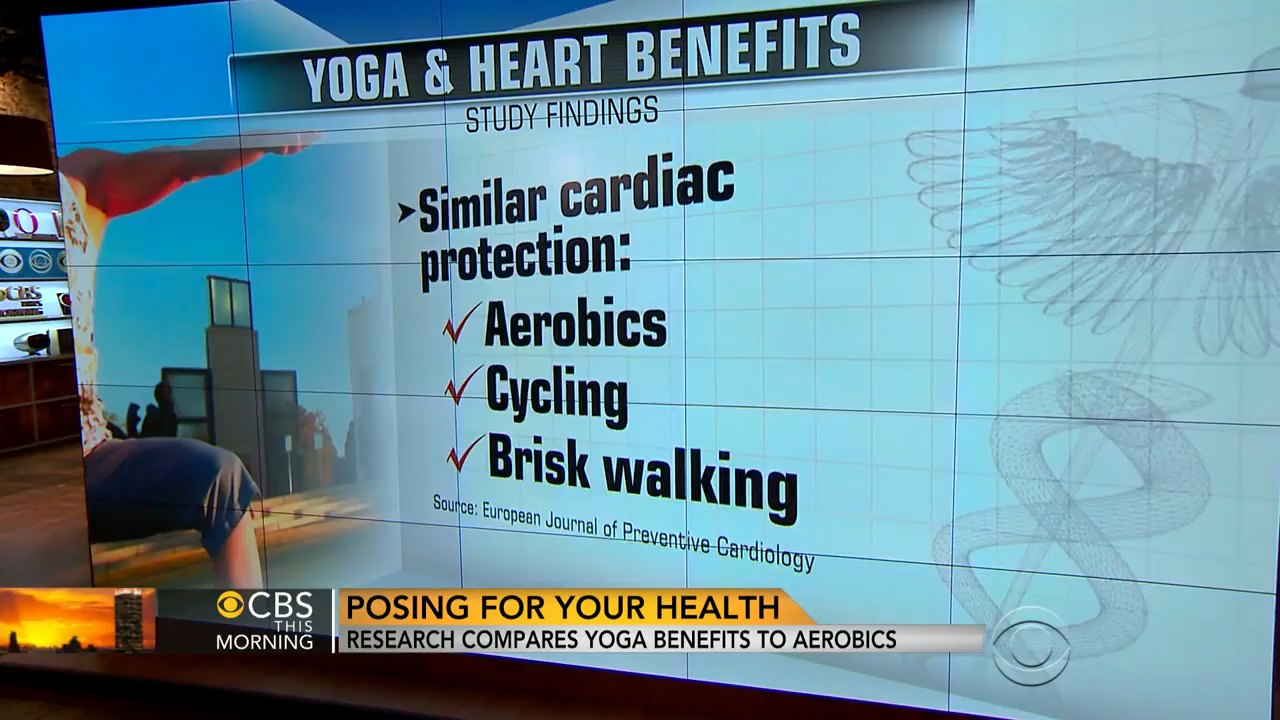 YOGA & HEART BENEFITS
STUDY FINDINGS
➤Similar cardiac
protection:
✓ Aerobics
✓ Cycling
✓ Brisk walking
Source: European Journal of Preventive Cardiology
CBS
CBS
THIS
MORNING
POSING FOR YOUR HEALTH
RESEARCH COMPARES YOGA BENEFITS TO AEROBICS